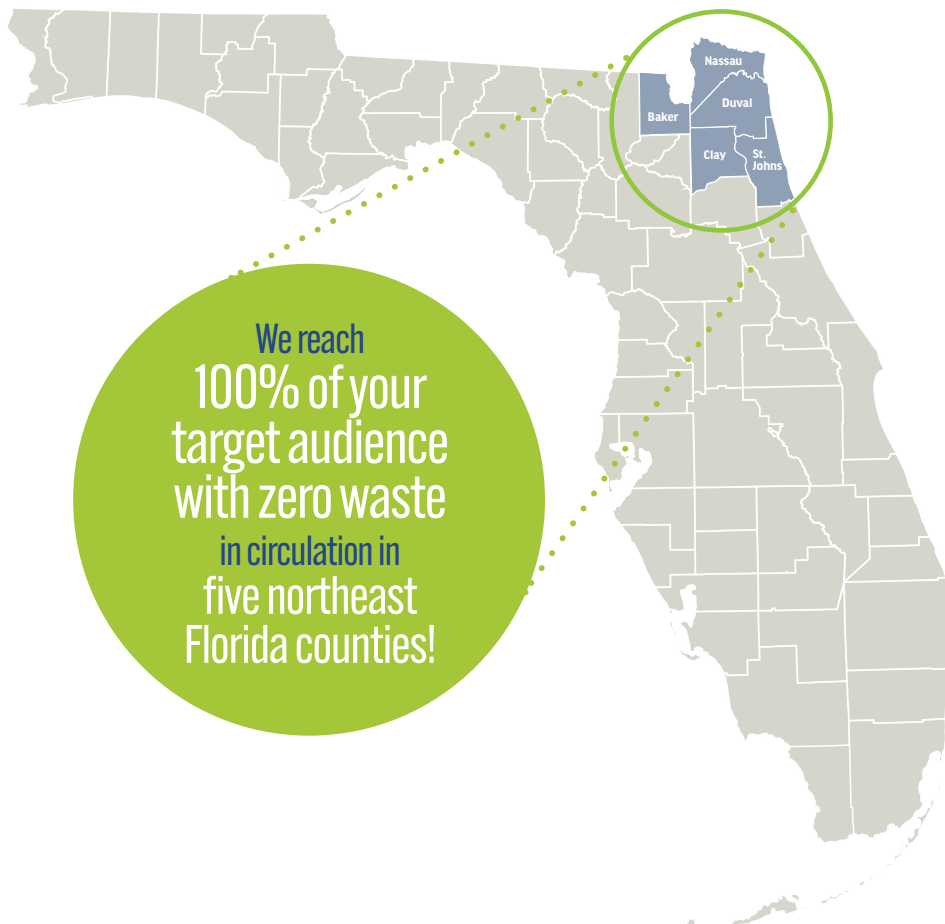 Nassau
Duval
Baker
Clay
St.
Johns
We reach
100% of your
target audience
with zero waste
in circulation in
five northeast
Florida counties!